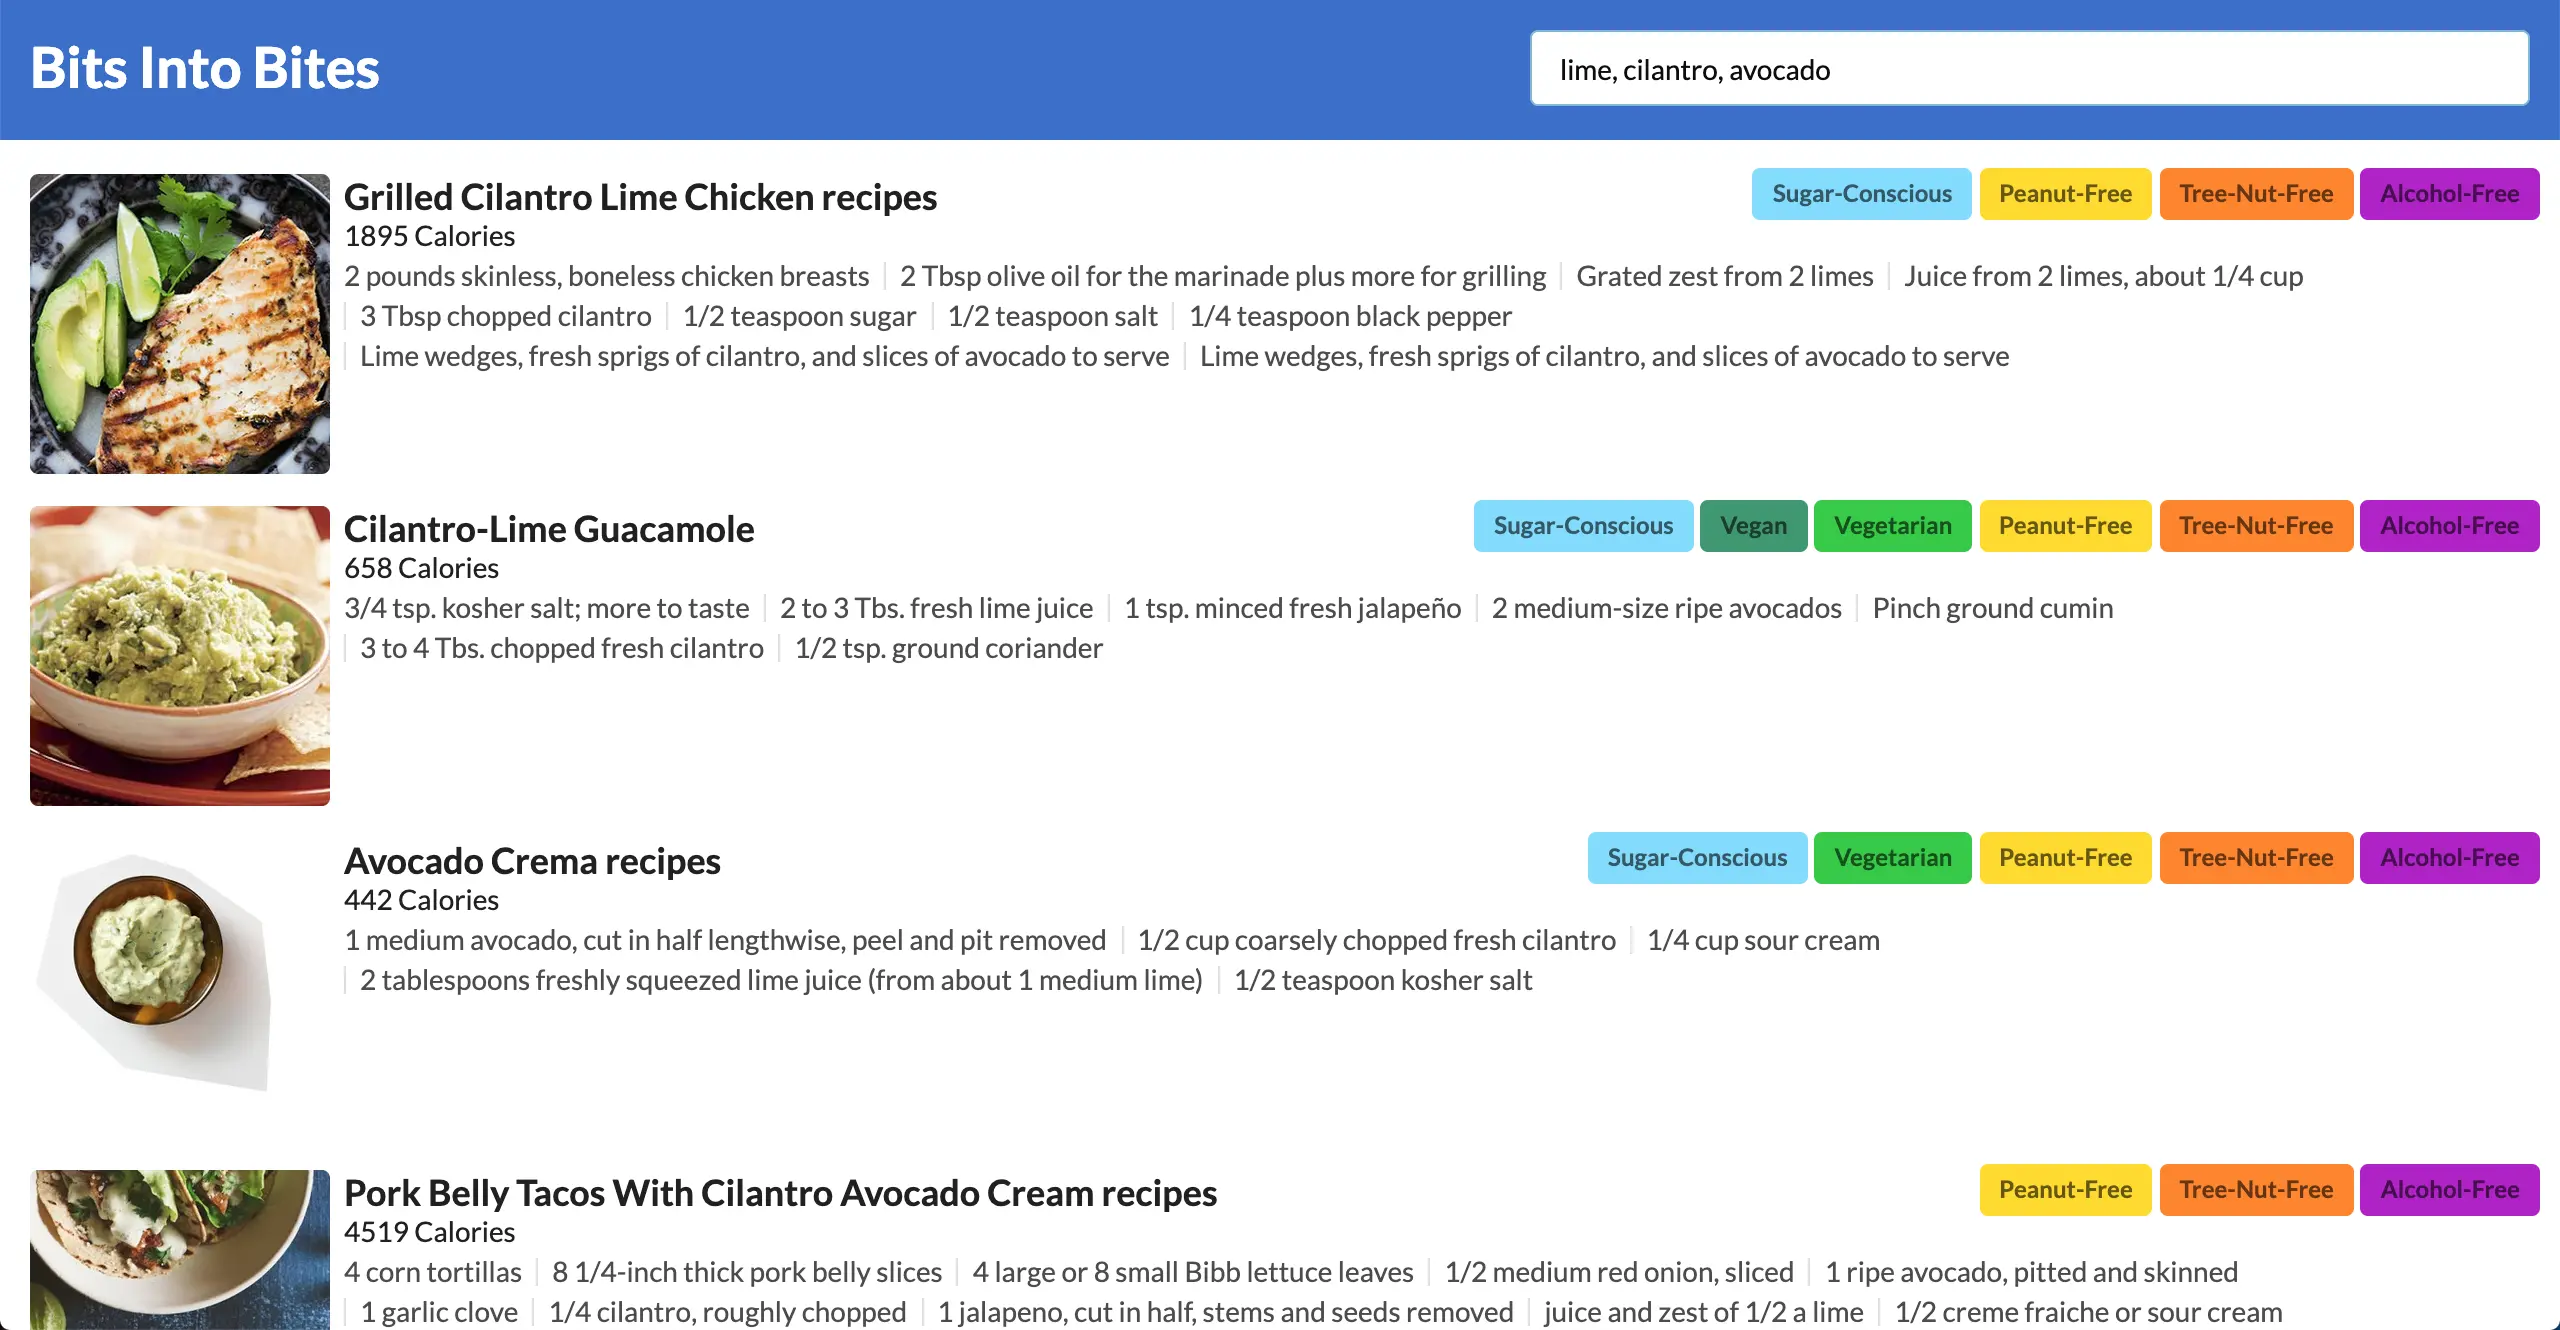 Bits Into Bites
lime, cilantro, avocado
Grilled Cilantro Lime Chicken recipes
Sugar-Conscious Peanut-Free Tree-Nut-Free Alcohol-Free
1895 Calories
2 pounds skinless, boneless chicken breasts 2 Tbsp olive oil for the marinade plus more for grilling Grated zest from 2 limes Juice from 2 limes, about 1/4 cup
3 Tbsp chopped cilantro 1/2 teaspoon sugar 1/2 teaspoon salt 1/4 teaspoon black pepper
Lime wedges, fresh sprigs of cilantro, and slices of avocado to serve Lime wedges, fresh sprigs of cilantro, and slices of avocado to serve
Cilantro-Lime Guacamole
Sugar-Conscious Vegan Vegetarian Peanut-Free Tree-Nut-Free Alcohol-Free
658 Calories
3/4 tsp. kosher salt; more to taste 2 to 3 Tbs. fresh lime juice 1 tsp. minced fresh jalapeño 2 medium-size ripe avocados Pinch ground cumin
3 to 4 Tbs. chopped fresh cilantro 1/2 tsp. ground coriander
Avocado Crema recipes
Sugar-Conscious Vegetarian Peanut-Free Tree-Nut-Free Alcohol-Free
442 Calories
1 medium avocado, cut in half lengthwise, peel and pit removed 1/2 cup coarsely chopped fresh cilantro 1/4 cup sour cream
2 tablespoons freshly squeezed lime juice (from about 1 medium lime) 1/2 teaspoon kosher salt
Pork Belly Tacos With Cilantro Avocado Cream recipes
Peanut-Free Tree-Nut-Free Alcohol-Free
4519 Calories
4 corn tortillas 8 1/4-inch thick pork belly slices 4 large or 8 small Bibb lettuce leaves 1/2 medium red onion, sliced 1 ripe avocado, pitted and skinned
1 garlic clove 1/4 cilantro, roughly chopped 1 jalapeno, cut in half, stems and seeds removed juice and zest of 1/2 a lime 1/2 creme fraiche or sour cream